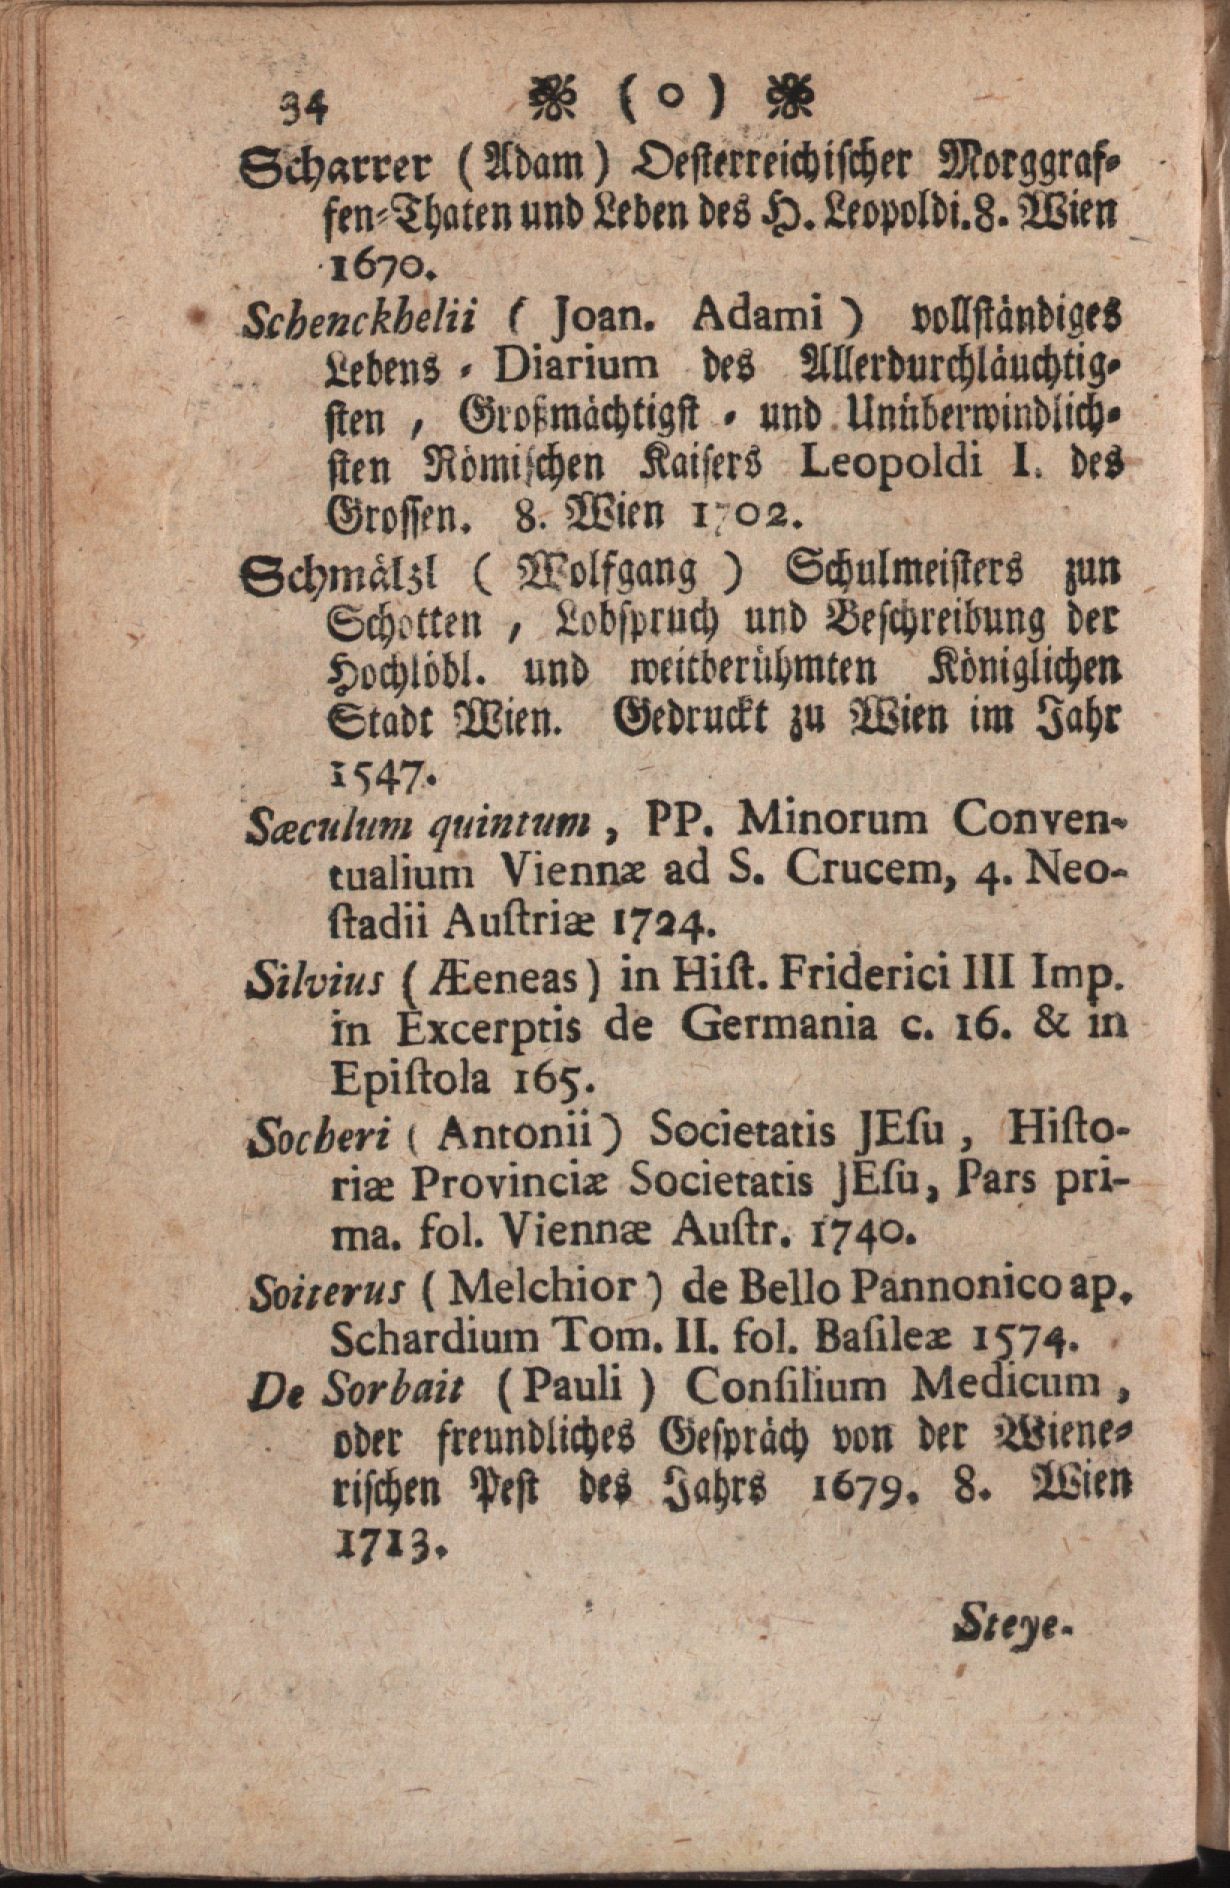 34 ❧ ( o ) ❧
Scharrer (Adam) Oesterreichischer Morggraf-
fen-Thaten und Leben des H. Leopoldi. 8. Wien
1670.
Schenckhelii ( Joan. Adami ) vollständiges
Lebens - Diarium des Allerdurchläuchtig-
sten , Großmächtigst - und Unüberwindlich-
sten Römischen Kaisers Leopoldi I. des
Grossen. 8. Wien 1702.
Schmälzl ( Wolfgang ) Schulmeisters zun
Schotten , Lobspruch und Beschreibung der
Hochlöbl. und weitberühmten Königlichen
Stadt Wien. Gedruckt zu Wien im Jahr
1547.
Sæculum quintum, PP. Minorum Conven-
tualium Viennæ ad S. Crucem, 4. Neo-
ſtadii Auſtriæ 1724.
Silvius ( Æeneas) in Hiſt. Friderici III Imp.
in Excerptis de Germania c. 16. & in
Epiſtola 165.
Socheri ( Antonii) Societatis JEſu, Hiſto-
riæ Provinciæ Societatis JEſu, Pars pri-
ma. fol. Viennæ Auſtr. 1740.
Soiterus ( Melchior ) de Bello Pannonico ap.
Schardium Tom. II. fol. Baſileæ 1574.
De Sorbait (Pauli) Conſilium Medicum,
oder freundliches Gespräch von der Wiene-
rischen Pest des Jahrs 1679. 8. Wien
1713.
Steye-